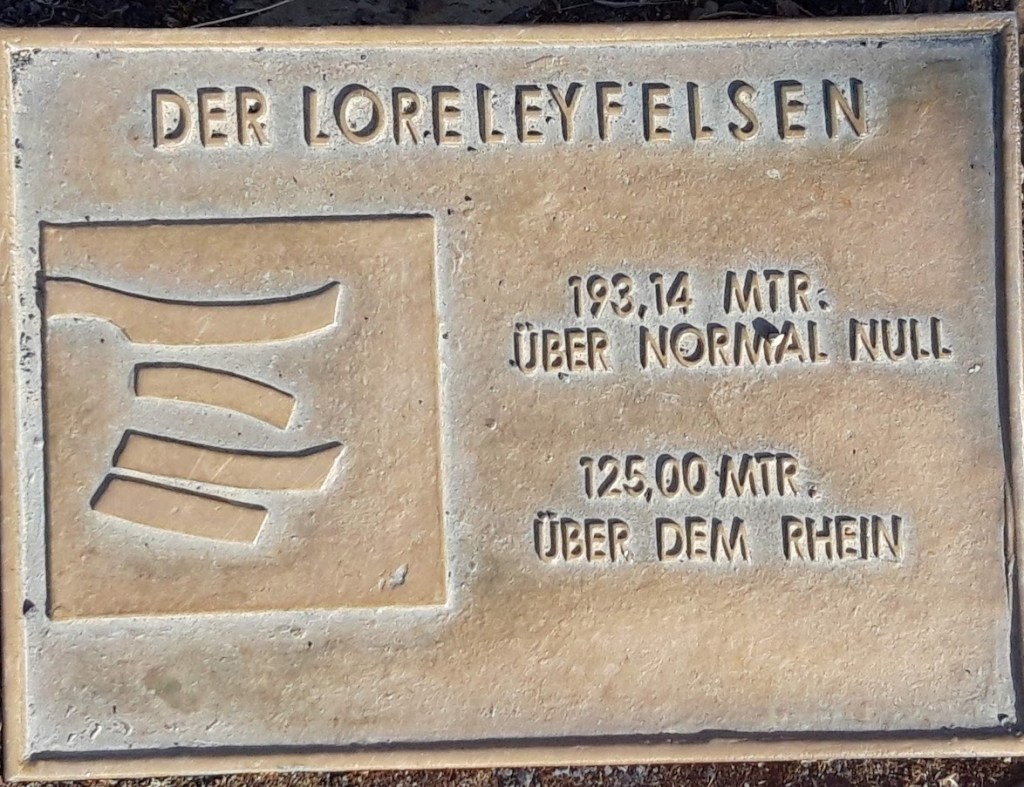 DER LORELEYFELSEN
193,14 MTR.
ÜBER NORMAL NULL
125,00 MTR.
ÜBER DEM RHEIN